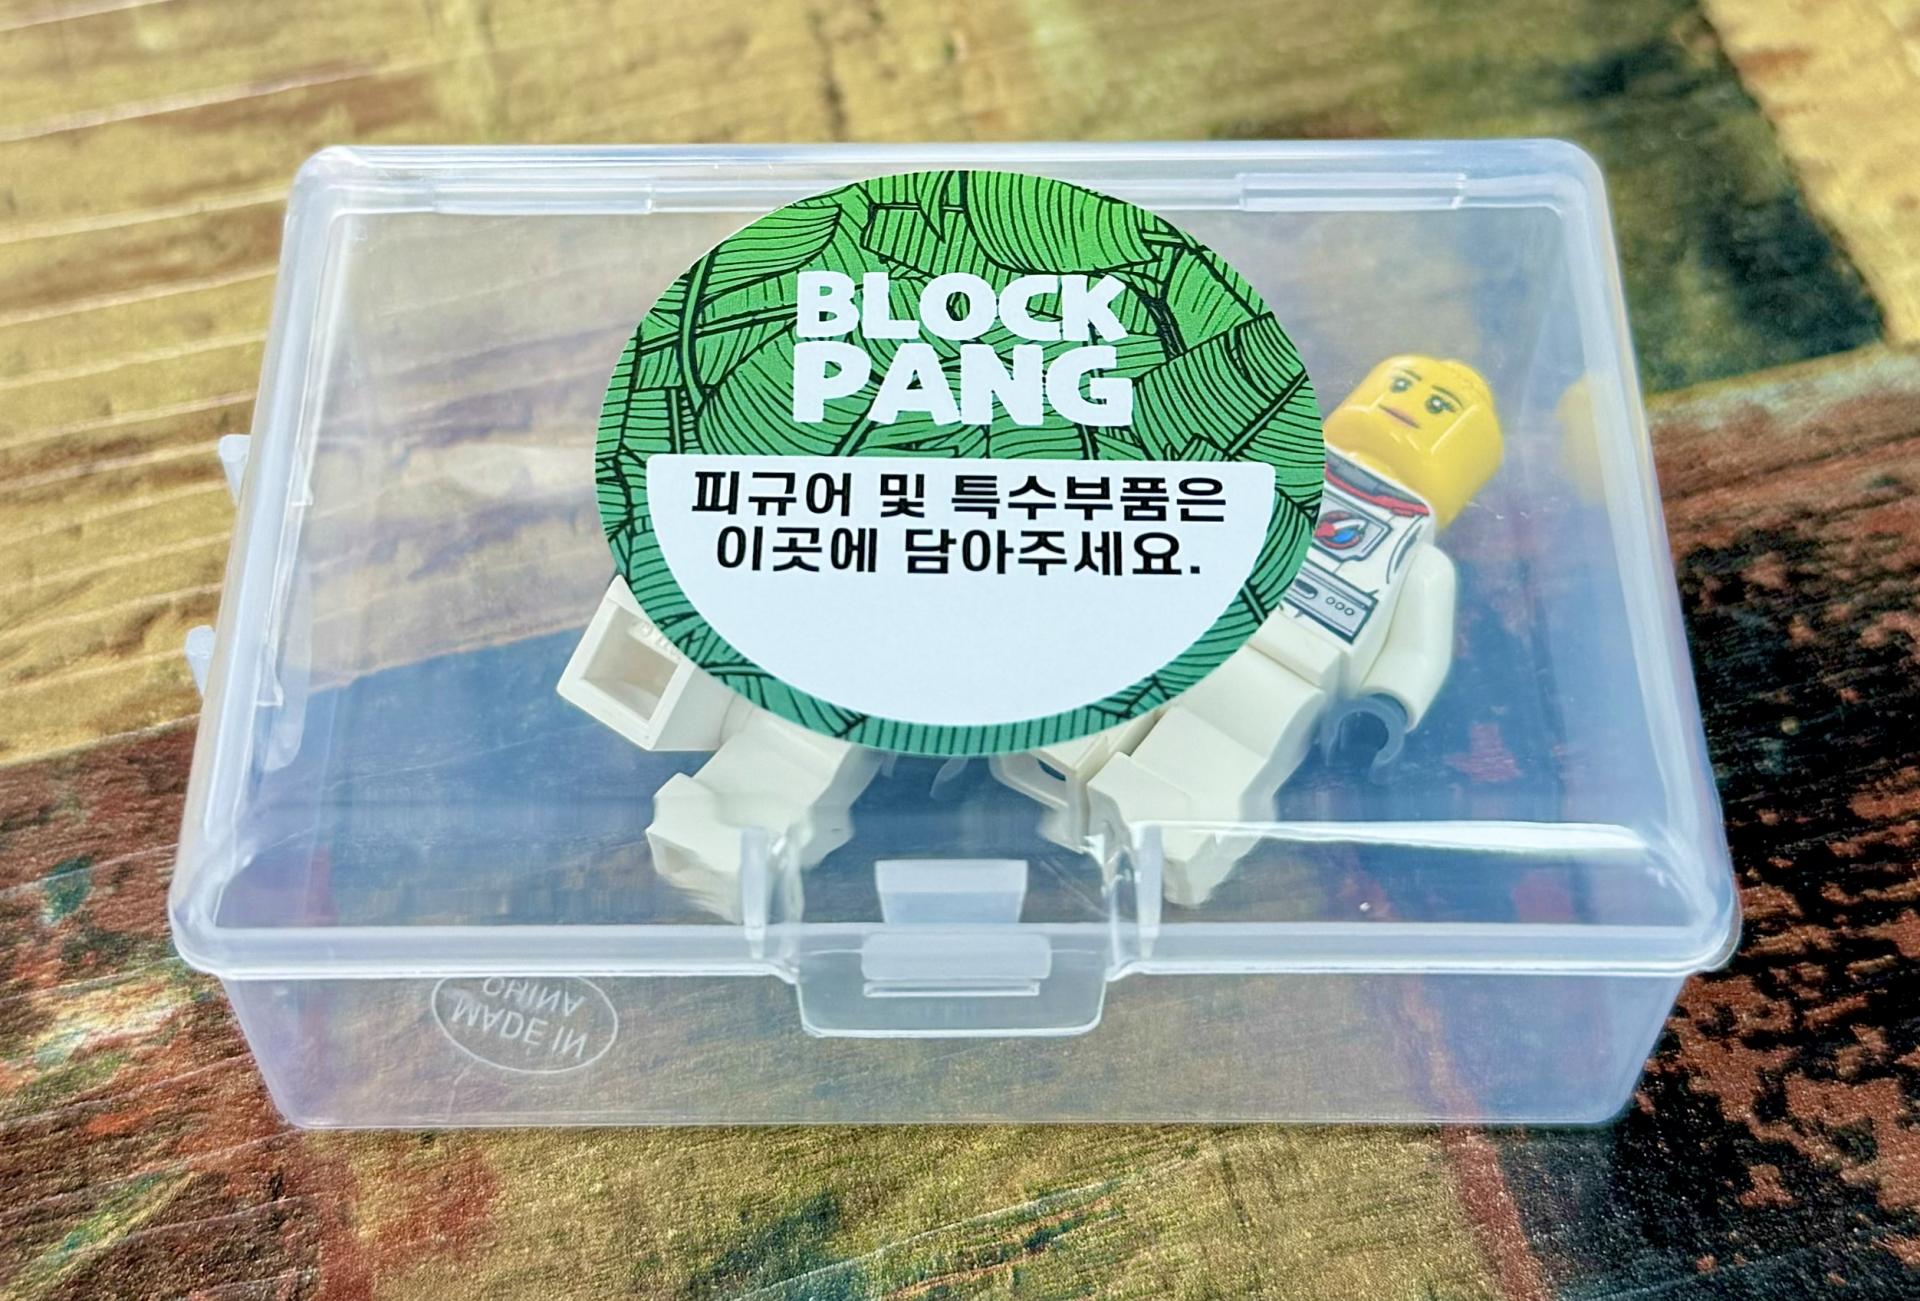 BLOCK
PANG
피규어 및 특수부품은
이곳에 담아주세요.
MADE IN
CHINA